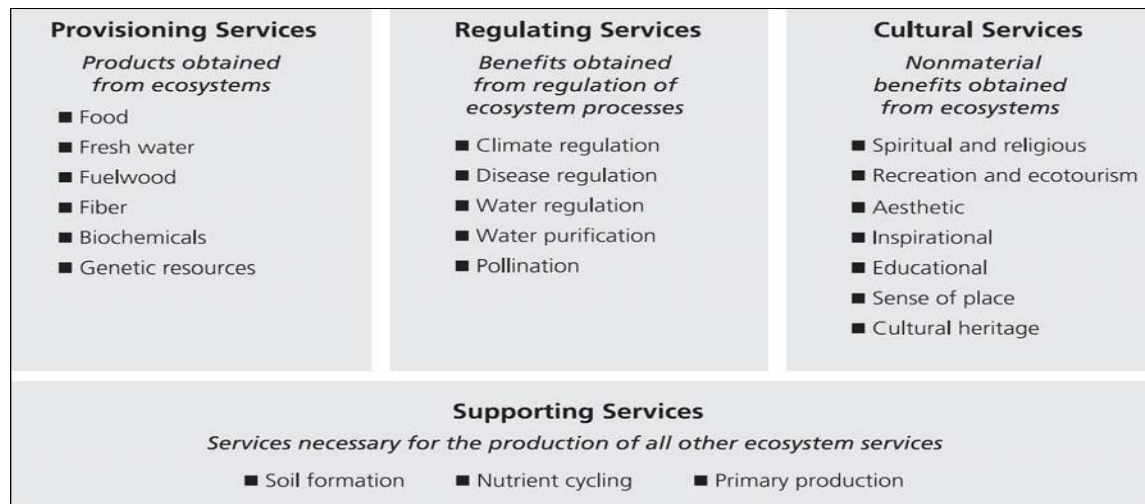 Provisioning Services
Products obtained
from ecosystems
■ Food
■ Fresh water
■ Fuelwood
■ Fiber
■ Biochemicals
■ Genetic resources
Regulating Services
Benefits obtained
from regulation of
ecosystem processes
■ Climate regulation
■ Disease regulation
■ Water regulation
■ Water purification
■ Pollination
Cultural Services
Nonmaterial
benefits obtained
from ecosystems
■ Spiritual and religious
■ Recreation and ecotourism
■ Aesthetic
■ Inspirational
■ Educational
■ Sense of place
■ Cultural heritage
Supporting Services
Services necessary for the production of all other ecosystem services
■ Soil formation ■ Nutrient cycling ■ Primary production